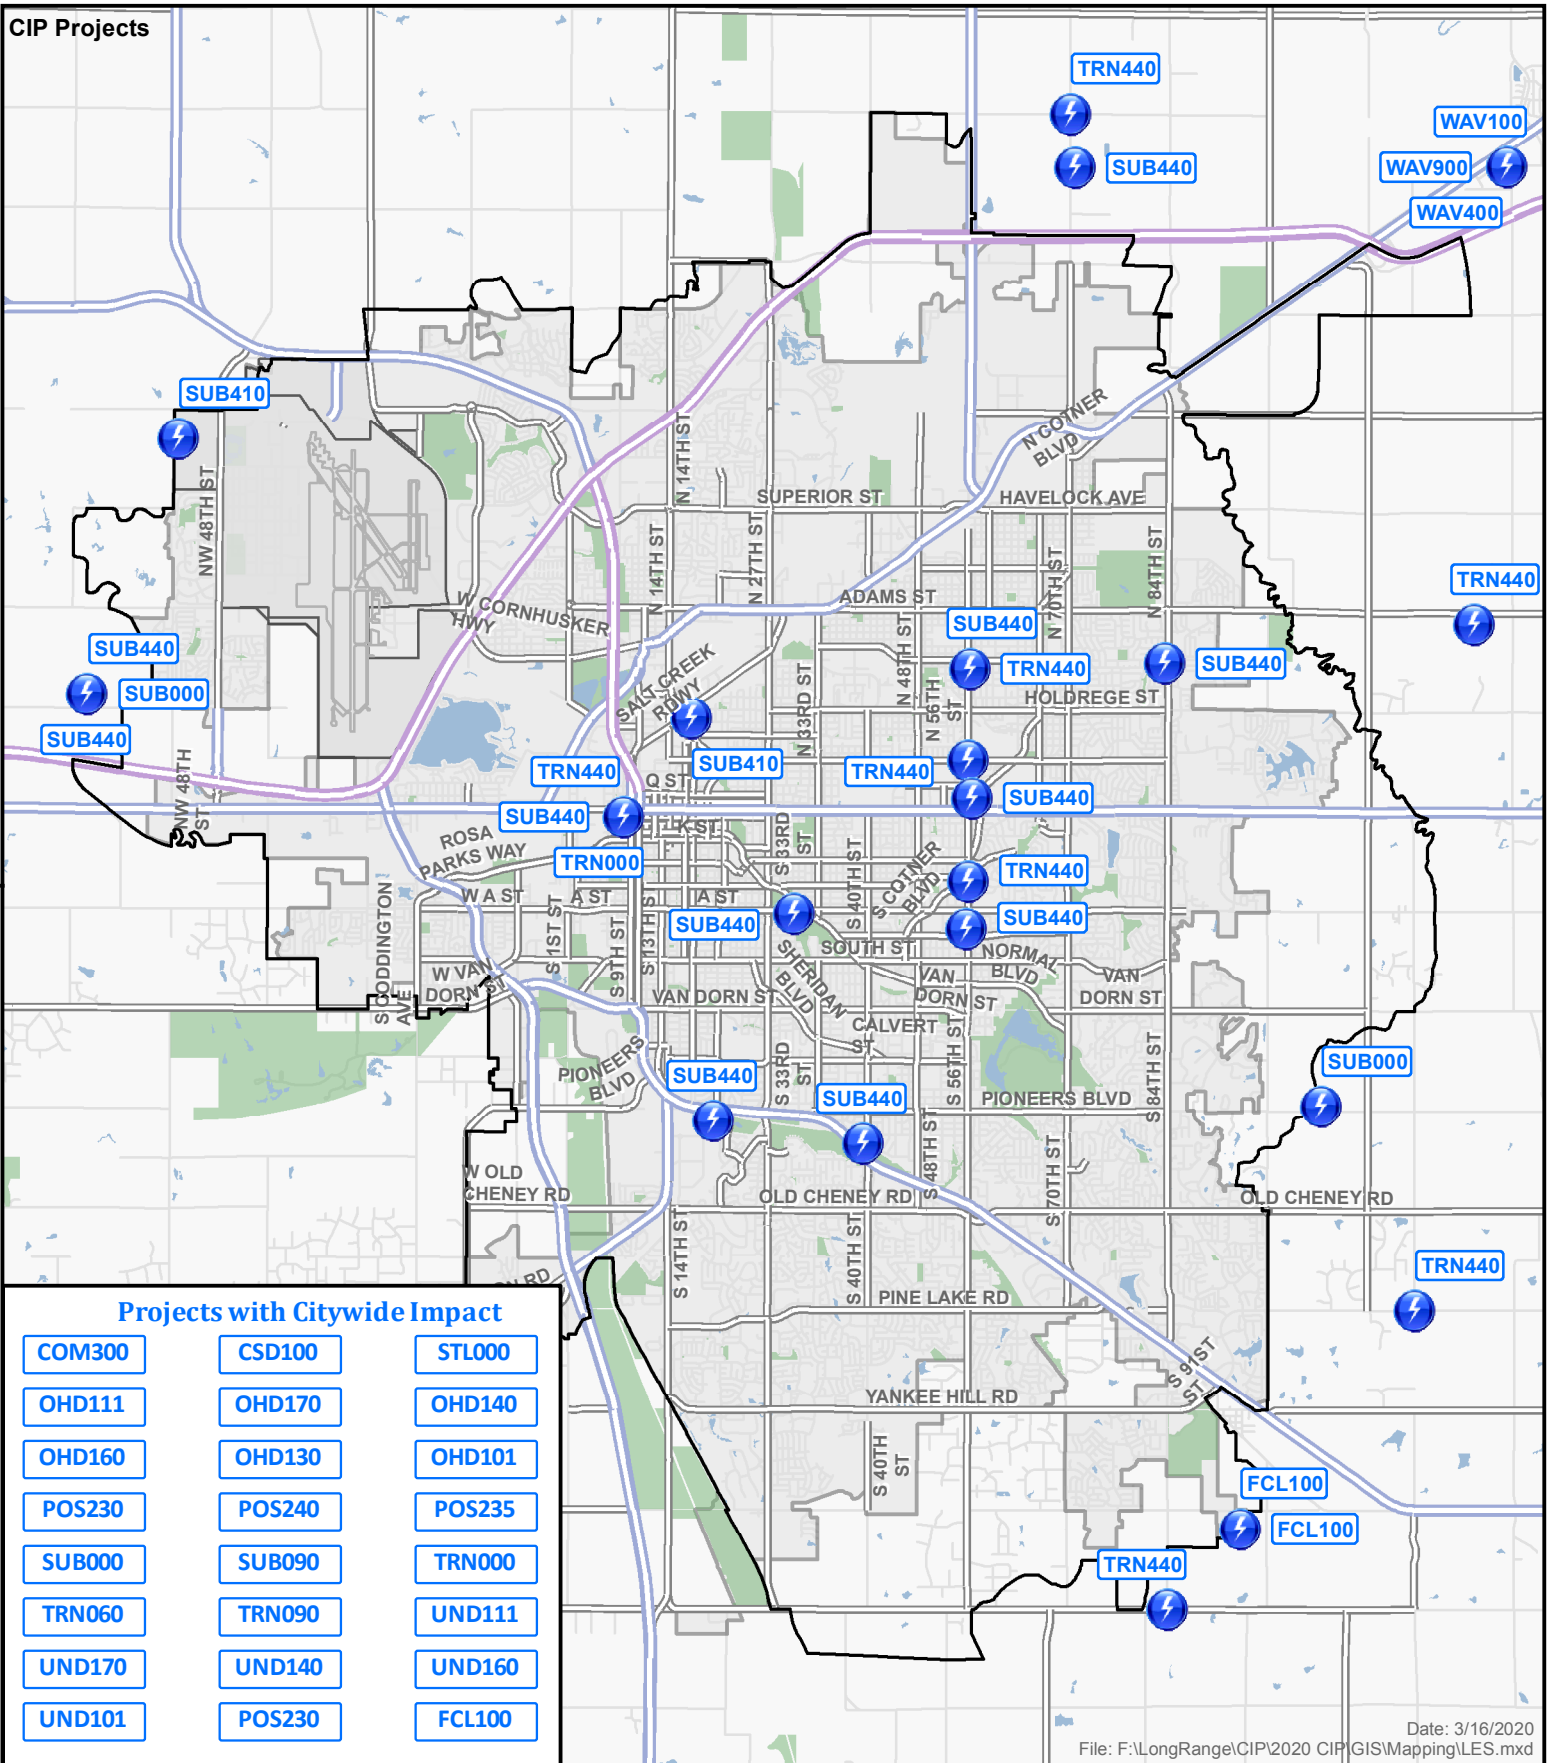 CIP Projects
TRN440
WAV100
SUB440
WAV900
WAV400
SUB410
N COTNER
BLVD
N 14TH ST
NW 48TH ST
SUPERIOR ST
HAVELOCK AVE
N 14TH ST
N 27TH ST
N 70TH ST
N 84TH ST
TRN440
W CORNHUSKER
HWY
ADAMS ST
SUB440
N 48TH ST
SUB440
TRN440
SUB440
SUB000
SALT CREEK
RDWY
N 33RD ST
N 56TH
ST
HOLDREGE ST
SUB440
SUB410
TRN440
TRN440
Q ST
NW 48TH
ST
SUB440
SUB440
K ST
ROSA
PARKS WAY
S 33RD
ST
TRN000
S 40TH ST
S COTNER
BLVD
TRN440
W A ST
A ST
A ST
S CODDINGTON
AVE
S 1ST ST
S 9TH ST
S 13TH ST
SUB440
SUB440
SOUTH ST
NORMAL
BLVD
SHERIDAN
BLVD
W VAN
DORN ST
VAN
DORN ST
VAN
DORN ST
VAN DORN ST
CALVERT
ST
PIONEERS
BLVD
S 33RD
ST
S 56TH ST
S 84TH ST
SUB000
SUB440
SUB440
PIONEERS BLVD
S 48TH ST
S 70TH ST
W OLD
CHENEY RD
OLD CHENEY RD
OLD CHENEY RD
S 14TH ST
S 40TH ST
TRN440
ON RD
PINE LAKE RD
S 91ST
ST
YANKEE HILL RD
S 40TH
ST
FCL100
FCL100
TRN440
Projects with Citywide Impact
COM300 CSD100 STL000
OHD111 OHD170 OHD140
OHD160 OHD130 OHD101
POS230 POS240 POS235
SUB000 SUB090 TRN000
TRN060 TRN090 UND111
UND170 UND140 UND160
UND101 POS230 FCL100
Date: 3/16/2020
File: F:\LongRange\CIP\2020 CIP\GIS\Mapping\LES.mxd